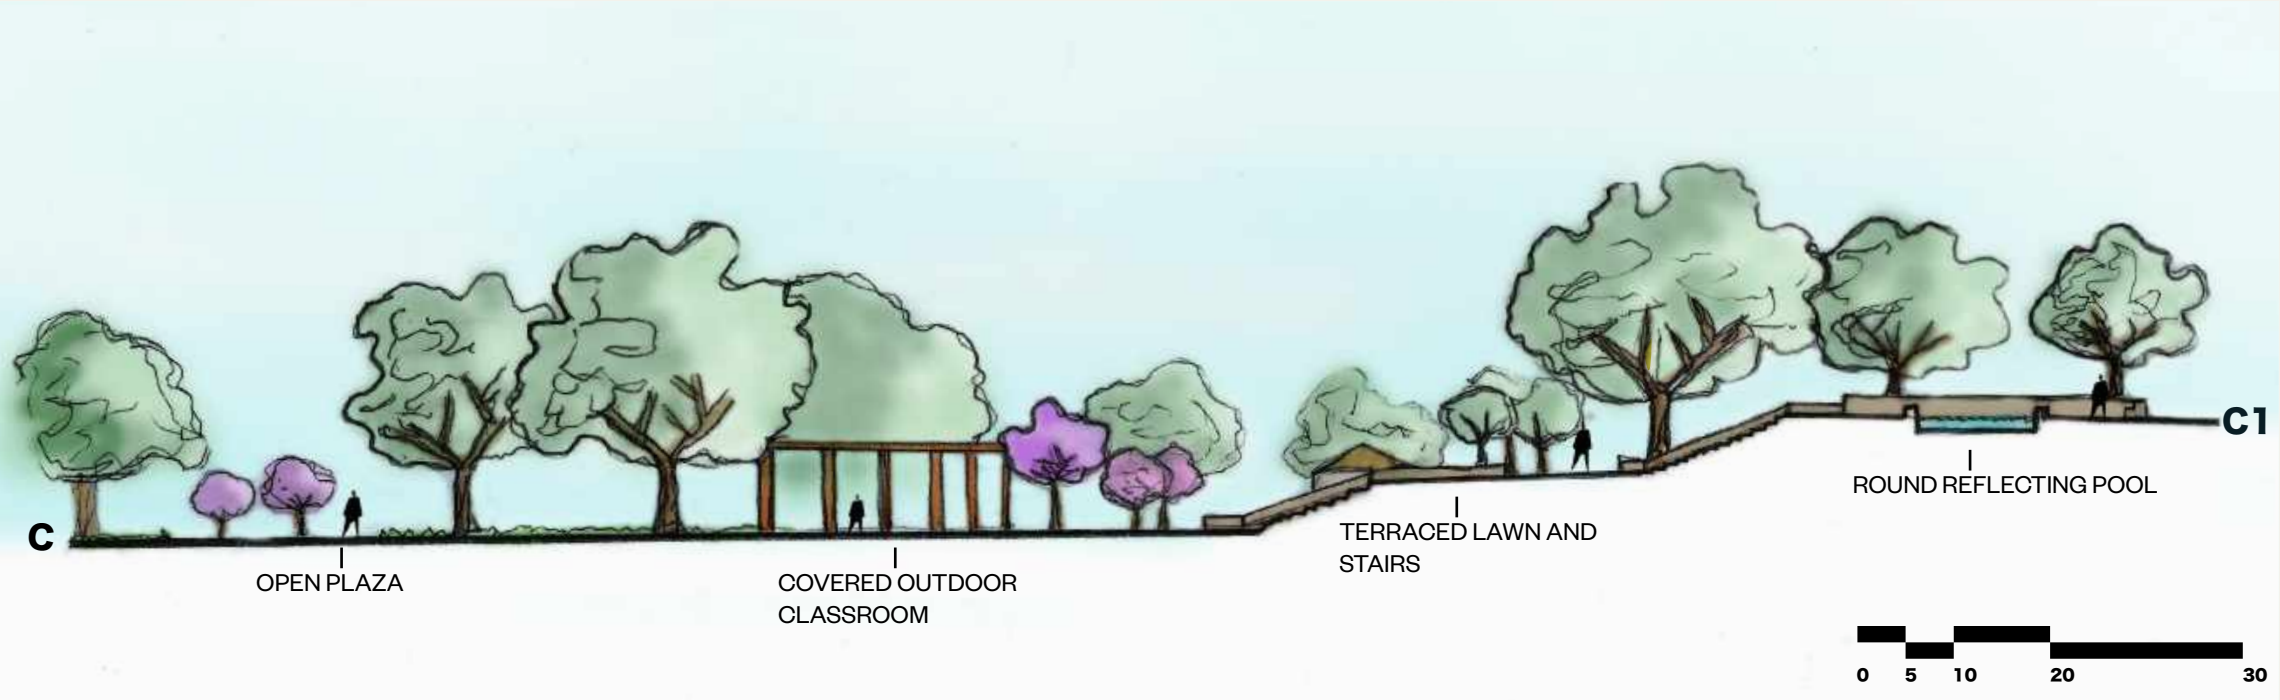 C
C1
OPEN PLAZA
COVERED OUTDOOR
CLASSROOM
TERRACED LAWN AND
STAIRS
ROUND REFLECTING POOL
0 5 10 20 30